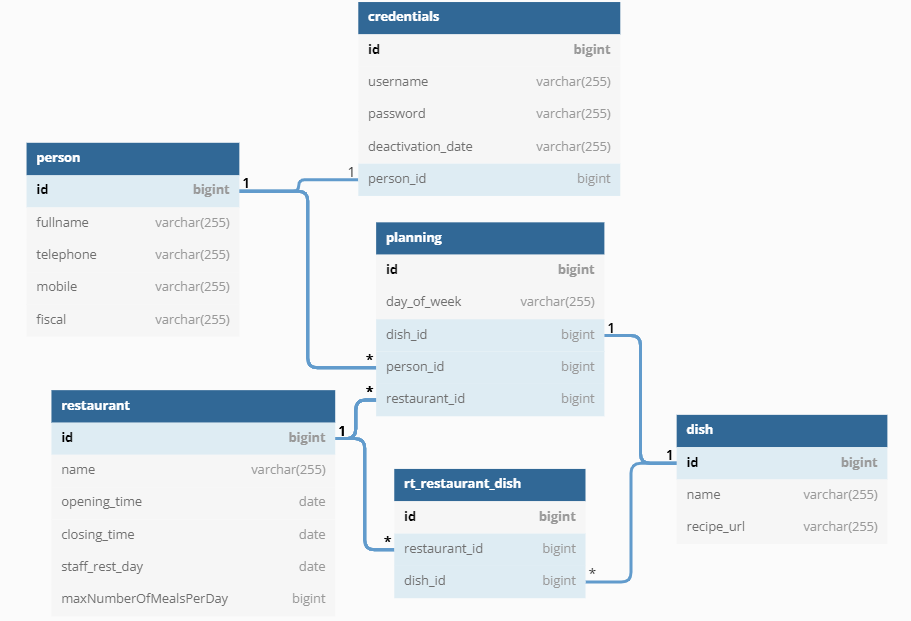 credentials
id bigint
username varchar(255)
password varchar(255)
deactivation_date varchar(255)
1 person_id bigint
person
id bigint 1
fullname varchar(255)
telephone varchar(255)
mobile varchar(255)
fiscal varchar(255)
planning
id bigint
day_of_week varchar(255)
dish_id bigint 1
* person_id bigint
* restaurant_id bigint
restaurant
id bigint 1
name varchar(255)
opening_time date
closing_time date
staff_rest_day date
maxNumberOfMealsPerDay bigint
rt_restaurant_dish
id bigint
* restaurant_id bigint
dish_id bigint *
dish
1 id bigint
name varchar(255)
recipe_url varchar(255)